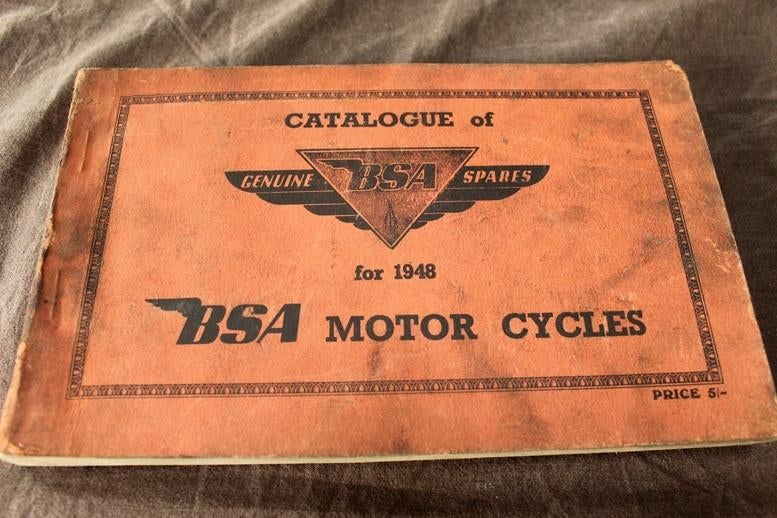 CATALOGUE of
GENUINE BSA SPARES
for 1948
BSA MOTOR CYCLES
PRICE 5/-